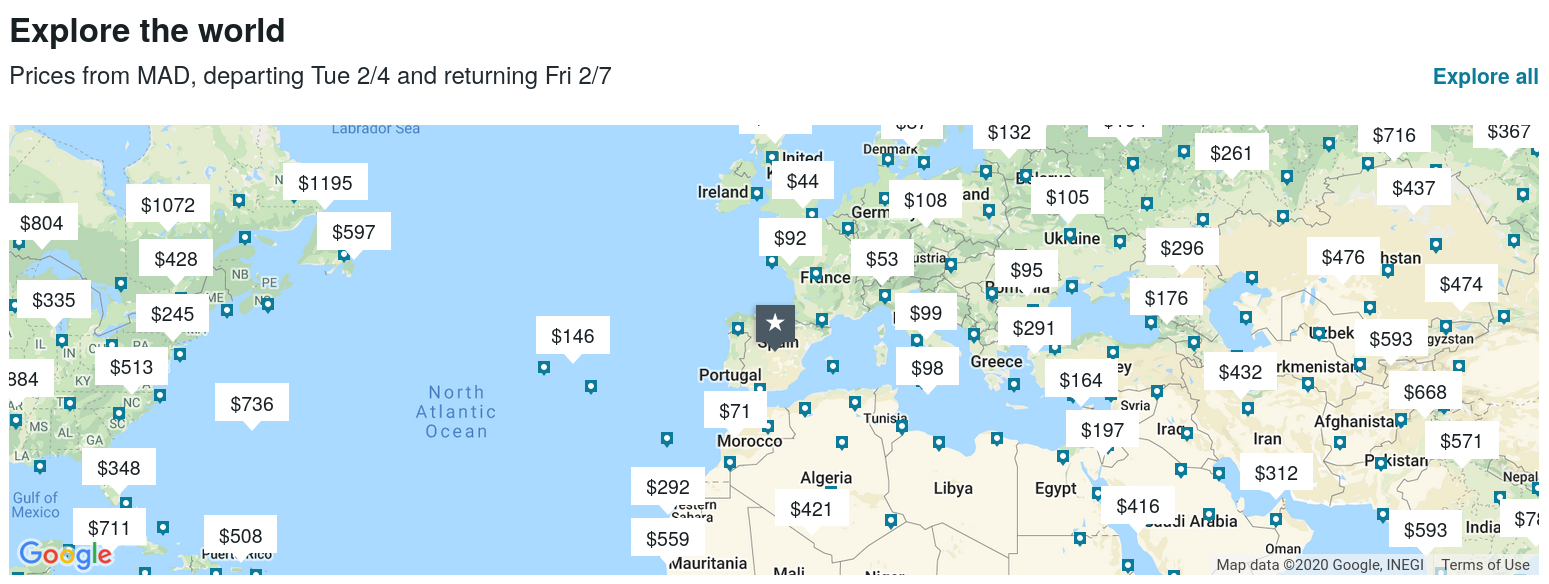 Explore the world
Prices from MAD, departing Tue 2/4 and returning Fri 2/7
Explore all
Labrador Sea
$132
$716
$367
Denmark
$261
United
$44
Ireland
$1195
$437
$1072
$108
$105
$804
$597
$92
Ukraine
$428
$53
$296
$476
France
$95
NB
PE
$474
ME
$335
$245
$99
$176
$146
$291
$593
IL
IN
Spain
Greece
$513
$98
Portugal
$164
$432
KY
$668
North
Atlantic
Ocean
$736
NC
$71
Tunisia
Syria
SC
MS
AL
GA
Morocco
$197
Iraq
Iran
Afghanistan
$571
LA
$348
Pakistan
Algeria
Libya
Egypt
$312
Nepal
$292
Gulf of
Mexico
$421
$416
Western
Sahara
Saudi Arabia
$711
$508
$559
$593
India
Puerto Rico
Oman
Google
Mauritania
Mali
Niger
Map data ©2020 Google, INEGI
Terms of Use